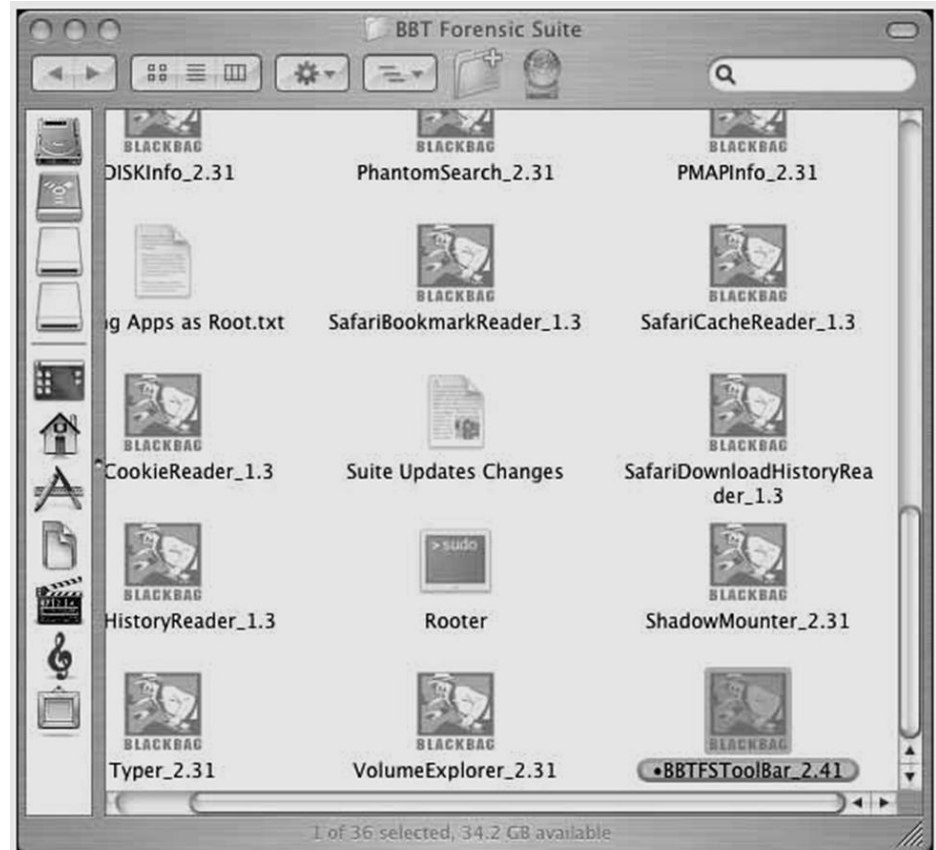 BBT Forensic Suite
BLACKBAG BLACKBAG BLACKBAG
DISKInfo_2.31 PhantomSearch_2.31 PMAPInfo_2.31
BLACKBAG BLACKBAG
g Apps as Root.txt SafariBookmarkReader_1.3 SafariCacheReader_1.3
BLACKBAG BLACKBAG
CookieReader_1.3 Suite Updates Changes SafariDownloadHistoryRea
der_1.3
BLACKBAG >sudo BLACKBAG
HistoryReader_1.3 Rooter ShadowMounter_2.31
BLACKBAG BLACKBAG BLACKBAG
Typer_2.31 VolumeExplorer_2.31 •BBTFSToolBar_2.41
1 of 36 selected, 34.2 GB available